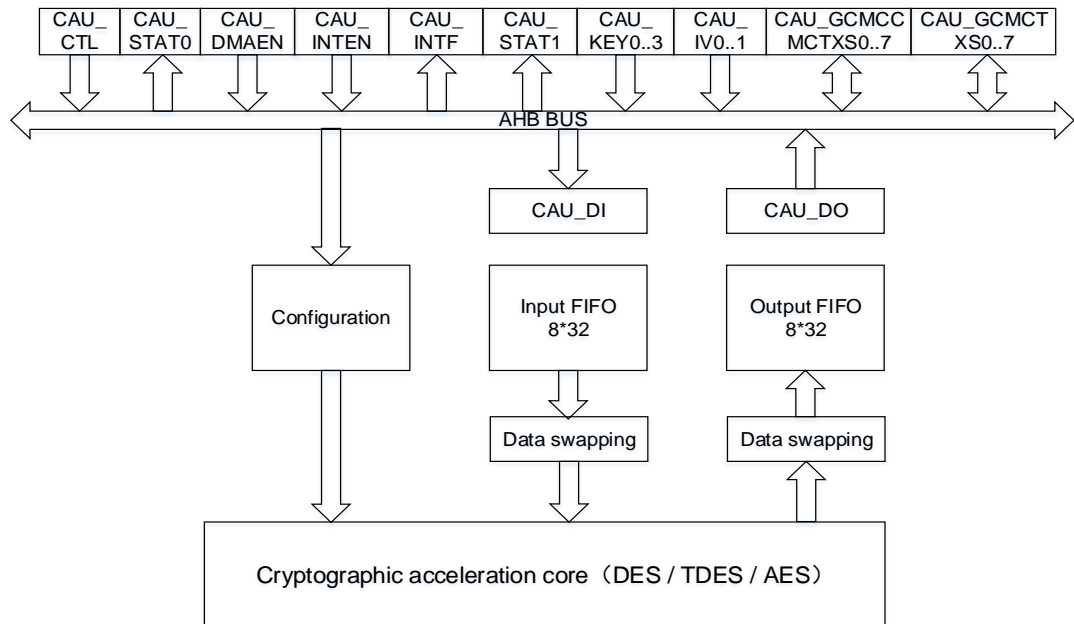 CAU_
CTL
CAU_
STAT0
CAU_
DMAEN
CAU_
INTEN
CAU_
INTF
CAU_
STAT1
CAU_
KEY0..3
CAU_
IV0..1
CAU_GCMCC
MCTXS0..7
CAU_GCMCT
XS0..7
AHB BUS
CAU_DI
CAU_DO
Configuration
Input FIFO
8*32
Output FIFO
8*32
Data swapping
Data swapping
Cryptographic acceleration core（DES / TDES / AES）